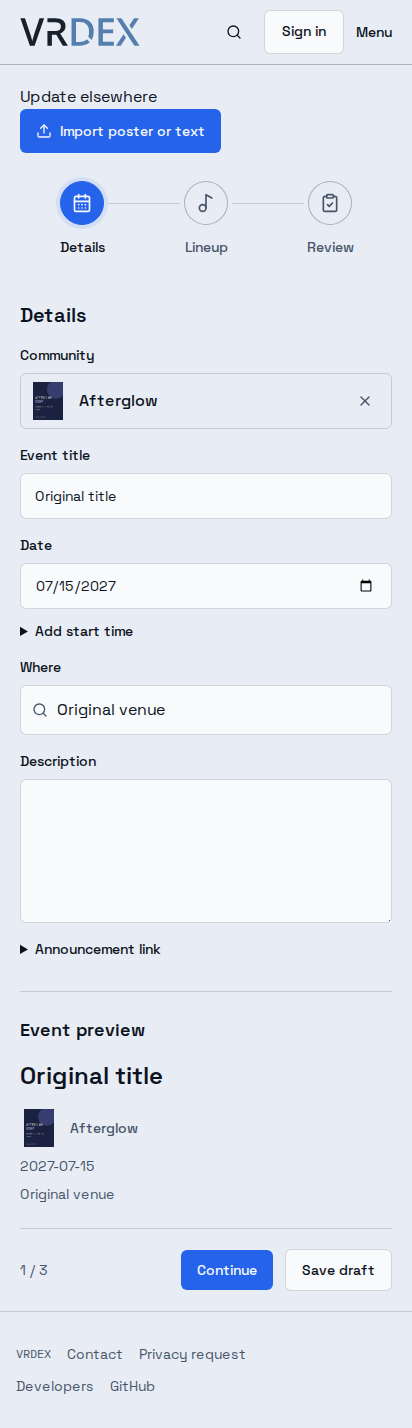 VRDEX
Sign in
Menu
Update elsewhere
Import poster or text
Details
Lineup
Review
Details
Community
Afterglow
Event title
Original title
Date
07/15/2027
Add start time
Where
Original venue
Description
Announcement link
Event preview
Original title
Afterglow
2027-07-15
Original venue
1 / 3
Continue
Save draft
VRDEX Contact Privacy request
Developers GitHub